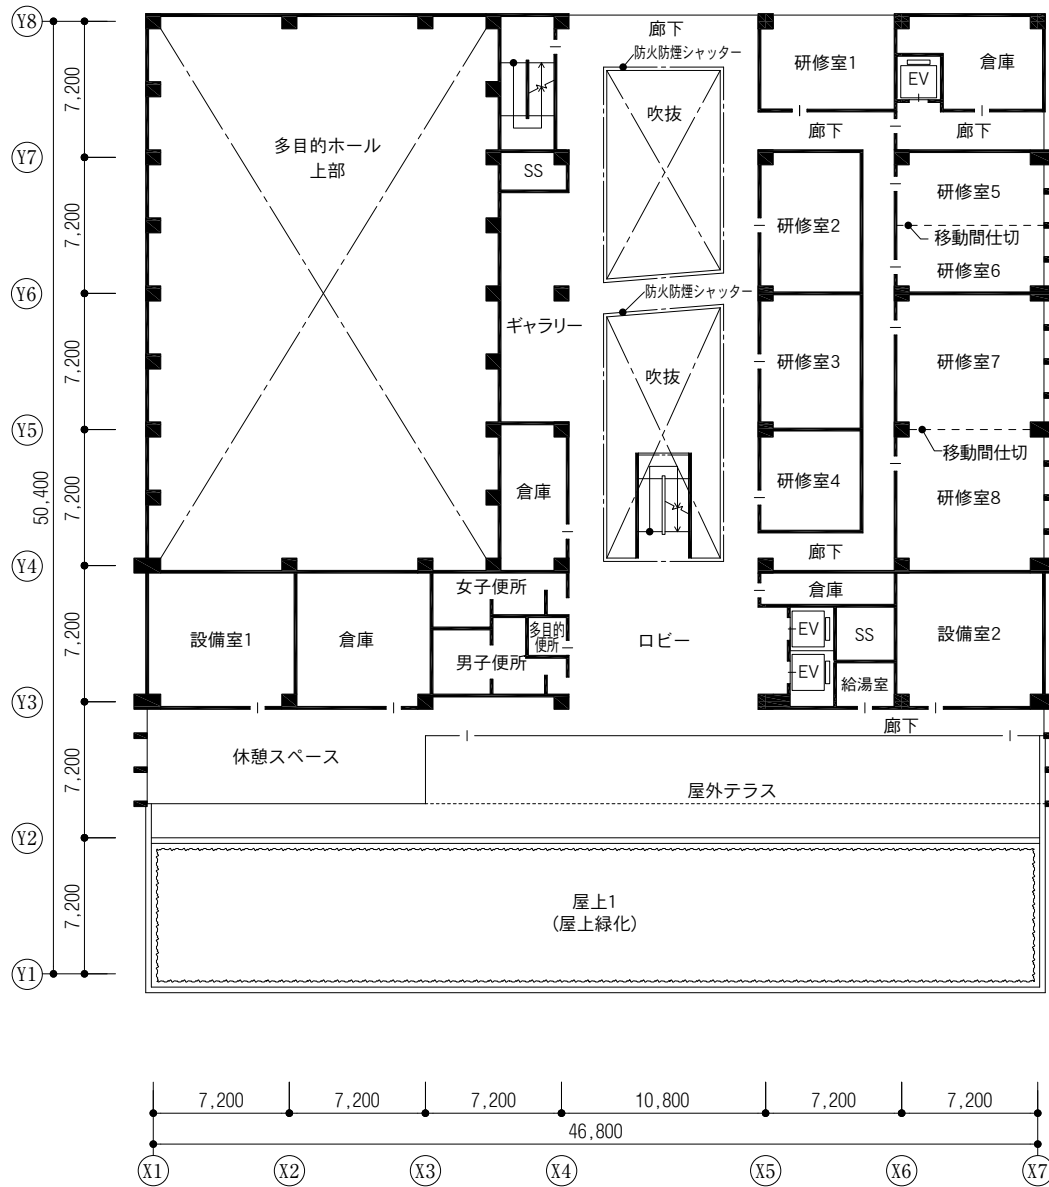 Y8
廊下
防火防煙シャッター
研修室1
EV
倉庫
7,200
吹抜
多目的ホール
上部
廊下
廊下
Y7
SS
研修室5
7,200
研修室2
移動間仕切
研修室6
Y6
防火防煙シャッター
ギャラリー
7,200
研修室3
研修室7
吹抜
Y5
移動間仕切
50,400
7,200
倉庫
研修室4
研修室8
廊下
Y4
女子便所
倉庫
7,200
設備室1
倉庫
多目的
便所
男子便所
ロビー
EV
SS
設備室2
EV
給湯室
Y3
廊下
7,200
休憩スペース
屋外テラス
Y2
7,200
屋上1
(屋上緑化)
Y1
7,200
7,200
7,200
10,800
7,200
7,200
46,800
X1
X2
X3
X4
X5
X6
X7